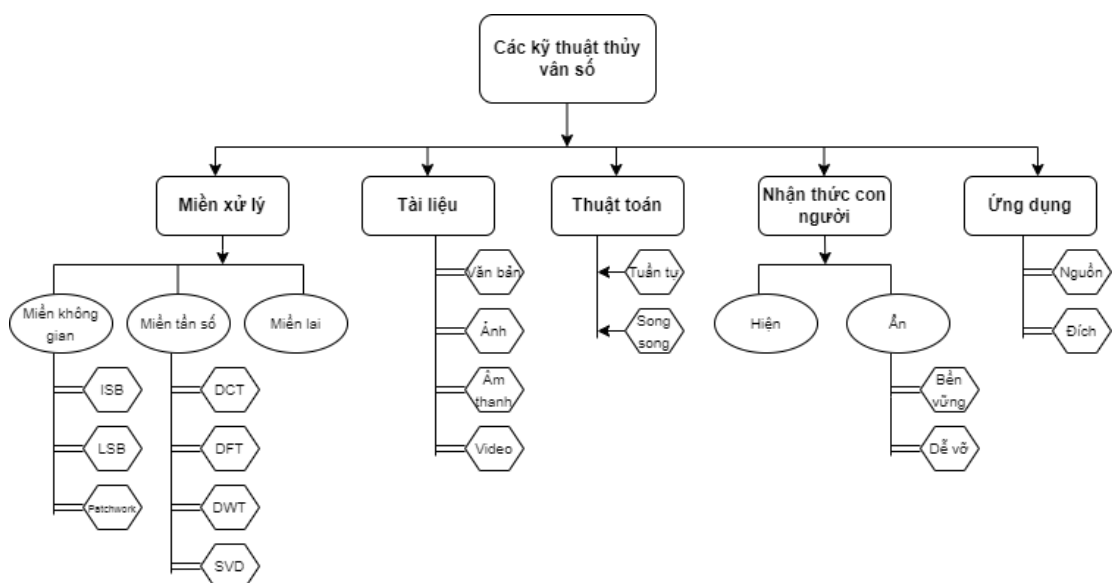 Các kỹ thuật thủy
vân số
Miền xử lý
Tài liệu
Thuật toán
Nhận thức con
người
Ứng dụng
Miền không
gian
Miền tần số
Miền lai
Văn bản
Ảnh
Âm
thanh
Video
Tuần tự
Song
song
Hiện
Ẩn
Nguồn
Đích
ISB
LSB
Patchwork
DCT
DFT
DWT
SVD
Bền
vững
Dễ vỡ